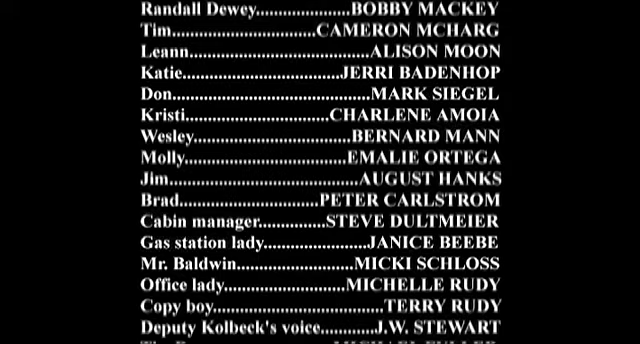 Randall Dewey.....................BOBBY MACKEY
Tim................................CAMERON MCHARG
Leann........................................ALISON MOON
Katie...................................JERRI BADENHOP
Don...................................................MARK SIEGEL
Kristi................................CHARLENE AMOIA
Wesley...................................BERNARD MANN
Molly....................................EMALIE ORTEGA
Jim..........................................AUGUST HANKS
Brad...............................PETER CARLSTROM
Cabin manager...............STEVE DULTMEIER
Gas station lady.......................JANICE BEEBE
Mr. Baldwin..........................MICKI SCHLOSS
Office lady...........................MICHELLE RUDY
Copy boy......................................TERRY RUDY
Deputy Kolbeck's voice............J.W. STEWART